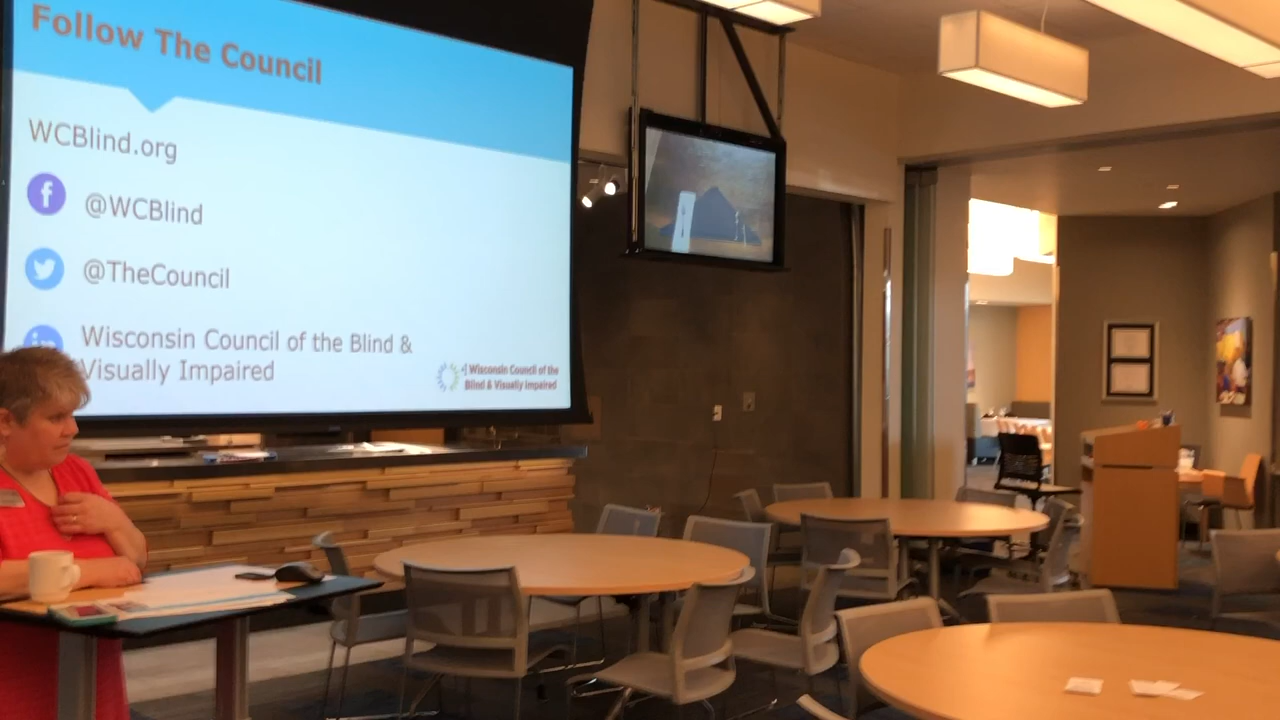 Follow The Council
WCBlind.org
f
@WCBlind
@TheCouncil
in
Wisconsin Council of the Blind &
Visually Impaired
Wisconsin Council of the
Blind & Visually Impaired